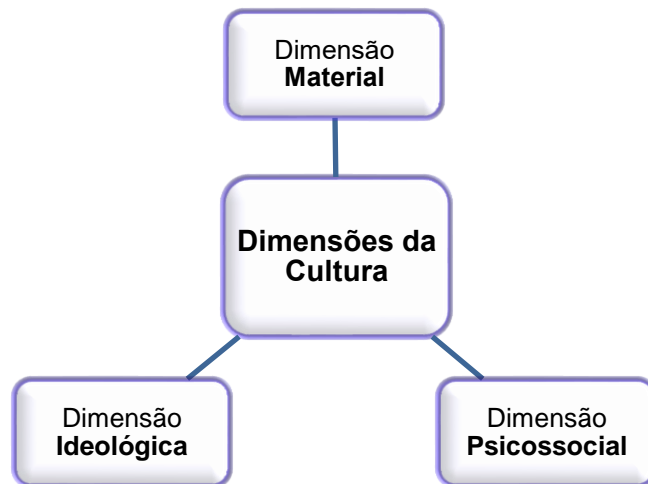 Dimensão
Material
Dimensões da
Cultura
Dimensão
Ideológica
Dimensão
Psicossocial